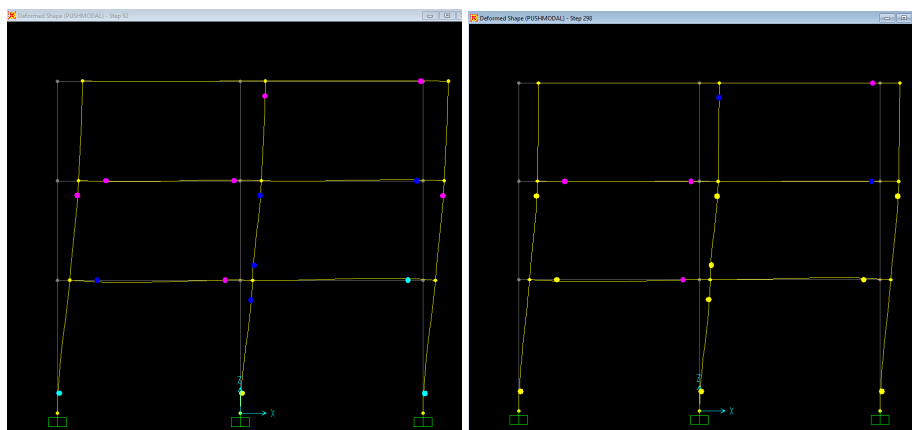 Deformed Shape (PUSHMODAL) - Step 92
Deformed Shape (PUSHMODAL) - Step 298
Z
X
Z
X